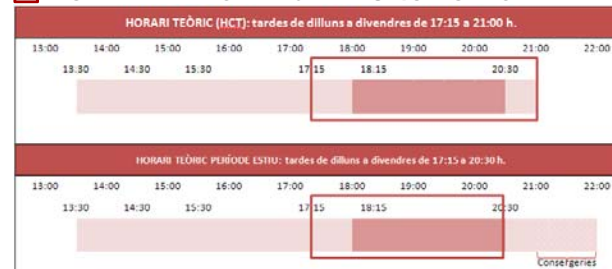 HORARI TEÒRIC (HCT): tardes de dilluns a divendres de 17:15 a 21:00 h.
13:00 14:00 15:00 16:00 17:00 18:00 19:00 20:00 21:00 22:00
13.30 14:30 15:30 17:15 18.15 20:30
HORARI TEÒRIC PERÍODE ESTIU: tardes de dilluns a divendres de 17:15 a 20:30 h.
13:00 14:00 15:00 16:00 17:00 18:00 19:00 20:00 21:00 22:00
13:30 14:30 15:30 17:15 18:15 20:30
Consergeries